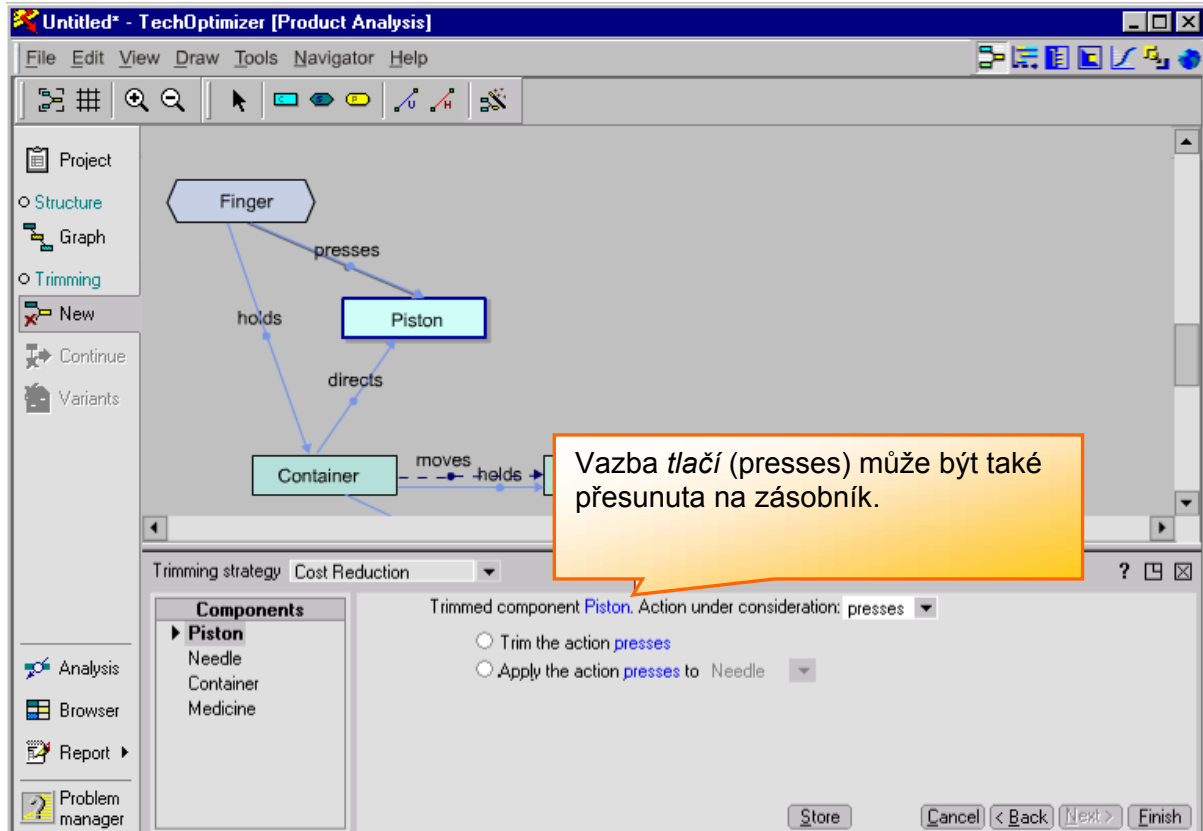 Untitled* - TechOptimizer [Product Analysis]
File Edit View Draw Tools Navigator Help
Project
Structure
Graph
Trimming
New
Continue
Variants
Analysis
Browser
Report
Problem
manager
Finger
presses
holds
Piston
directs
Container
moves
holds
Vazba tlačí (presses) může být také
přesunuta na zásobník.
Trimming strategy Cost Reduction
Components
Piston
Needle
Container
Medicine
Trimmed component Piston. Action under consideration: presses
Trim the action presses
Apply the action presses to Needle
Store Cancel < Back Next > Finish